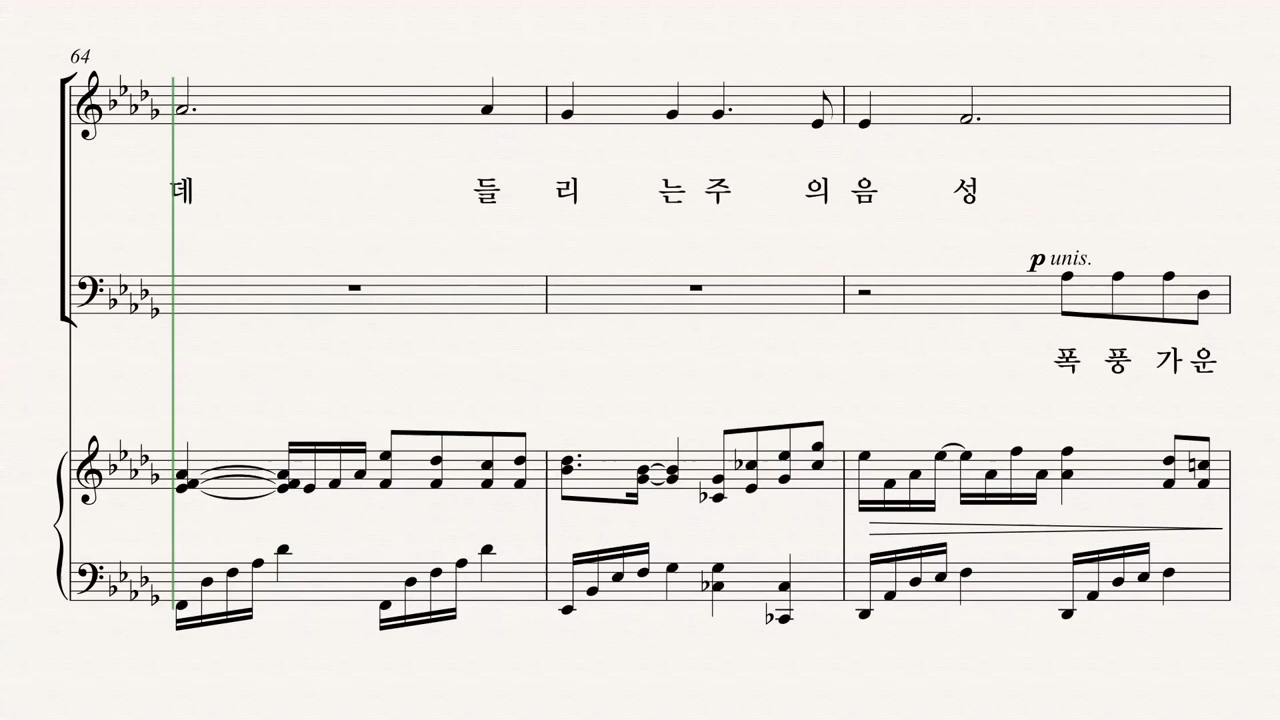 64
데 들 리 는 주 의 음 성
p unis.
폭 풍 가 운